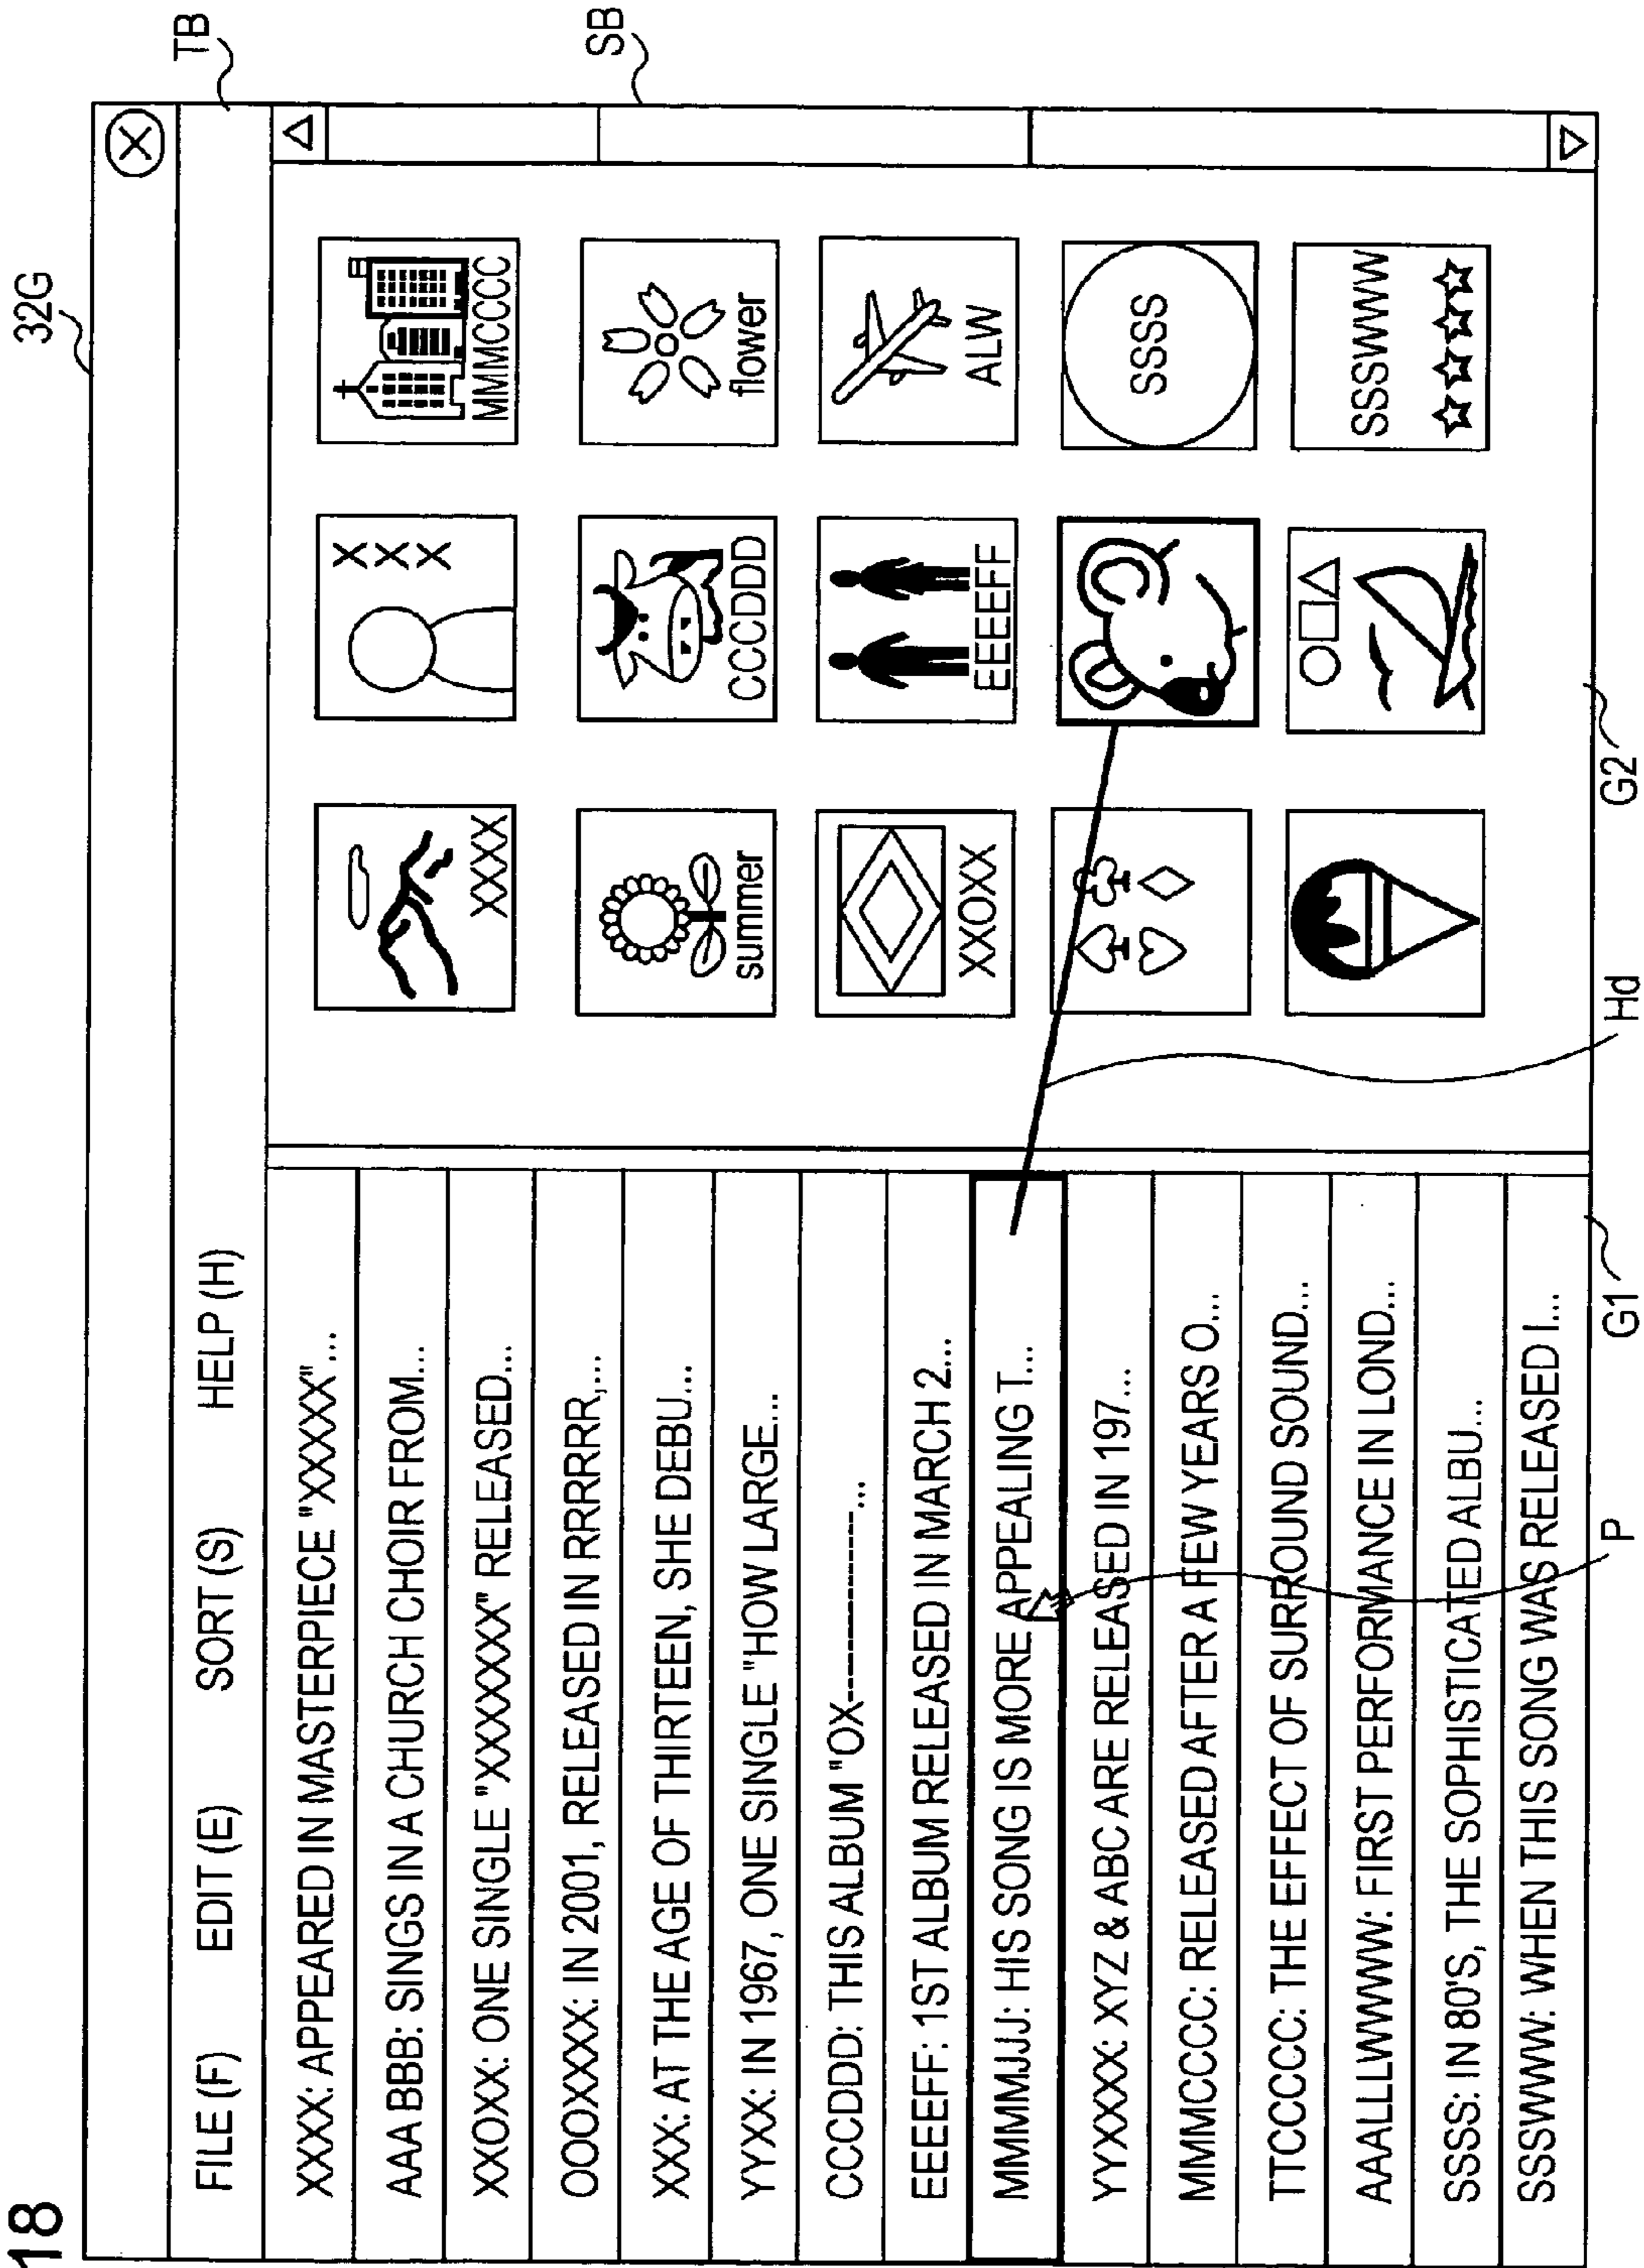 18
32G
TB
SB
FILE (F) EDIT (E) SORT (S) HELP (H)
XXXX: APPEARED IN MASTERPIECE "XXXXX"...
AAA BBB: SINGS IN A CHURCH CHOIR FROM...
XXOXX: ONE SINGLE "XXXXXX" RELEASED...
OOOXXXX: IN 2001, RELEASED IN RRRRRR,...
XXX: AT THE AGE OF THIRTEEN, SHE DEBU...
YYXX: IN 1967, ONE SINGLE "HOW LARGE...
CCCDDD: THIS ALBUM "OX--------------...
EEEEFF: 1ST ALBUM RELEASED IN MARCH 2...
MMMMJJ: HIS SONG IS MORE APPEALING T...
YYXXXX: XYZ & ABC ARE RELEASED IN 197...
MMMCCCC: RELEASED AFTER A FEW YEARS O...
TTCCCCC: THE EFFECT OF SURROUND SOUND...
AAALLLWWWW: FIRST PERFORMANCE IN LOND...
SSSS: IN 80'S, THE SOPHISTICATED ALBU...
SSSWWW: WHEN THIS SONG WAS RELEASED I...
XXXX
X
X
X
MMMCCCC
summer
CCCDDD
flower
XXOXX
EEEEFF
ALW
SSSS
SSSWWW
P
G1
Hd
G2